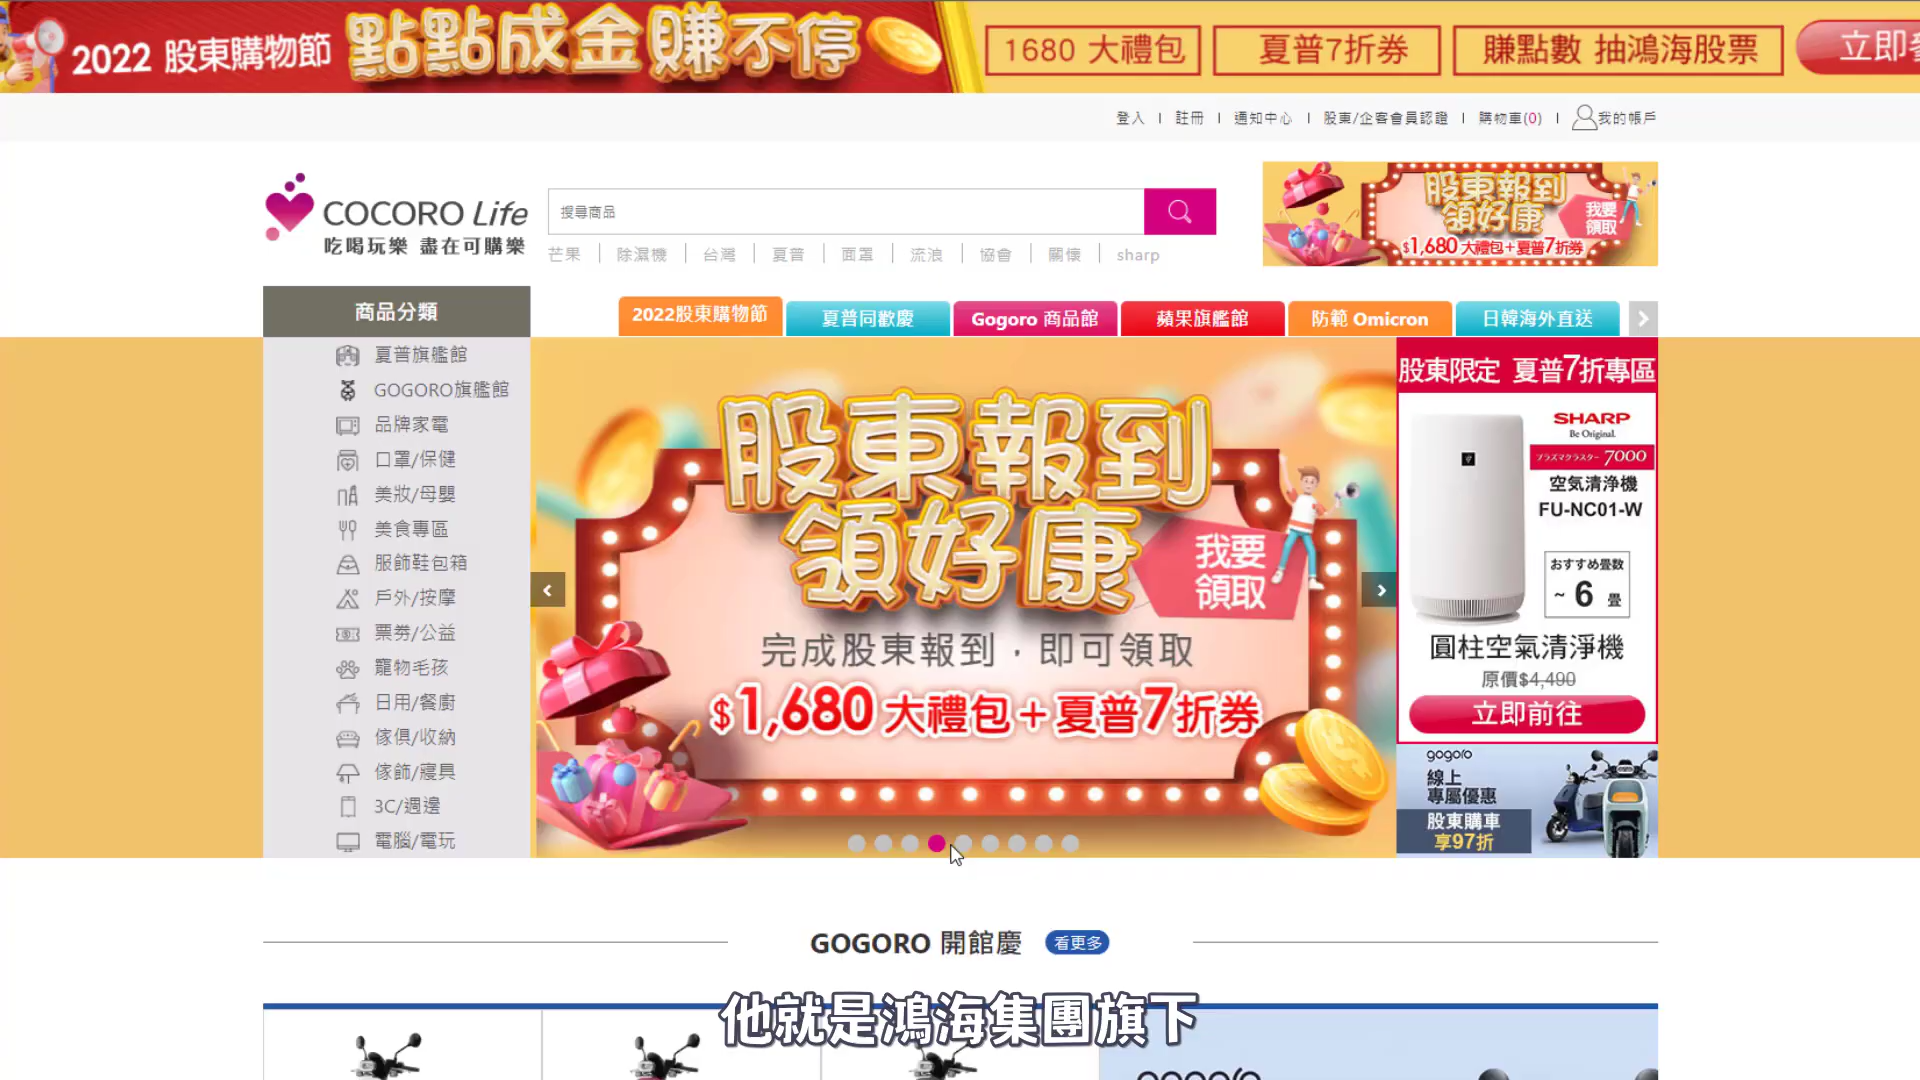 2022 股東購物節 點點成金賺不停 1680 大禮包 夏普7折券 賺點數 抽鴻海股票 立即
登入 註冊 通知中心 股東/企客會員認證 購物車(0) 我的帳戶
COCORO Life
吃喝玩樂 盡在可購樂
搜尋商品
芒果 除濕機 台灣 夏普 面罩 流浪 協會 關懷 sharp
股東報到
領好康
我要
領取
$1,680 大禮包+夏普7折券
商品分類
2022股東購物節 夏普同歡慶 Gogoro 商品館 蘋果旗艦館 防範 Omicron 日韓海外直送
夏普旗艦館
GOGORO旗艦館
品牌家電
口罩/保健
美妝/母嬰
美食專區
服飾鞋包箱
戶外/按摩
票券/公益
寵物毛孩
日用/餐廚
傢俱/收納
傢飾/寢具
3C/週邊
電腦/電玩
股東報到
領好康
我要
領取
完成股東報到，即可領取
$1,680 大禮包+夏普7折券
股東限定 夏普7折專區
SHARP
Be Original.
プラズマクラスター 7000
空氣清淨機
FU-NC01-W
おすすめ畳数
~ 6 畳
圓柱空氣清淨機
原價$4,490
立即前往
gogoro
線上
專屬優惠
股東購車
享97折
GOGORO 開館慶 看更多
他就是鴻海集團旗下
gogoro